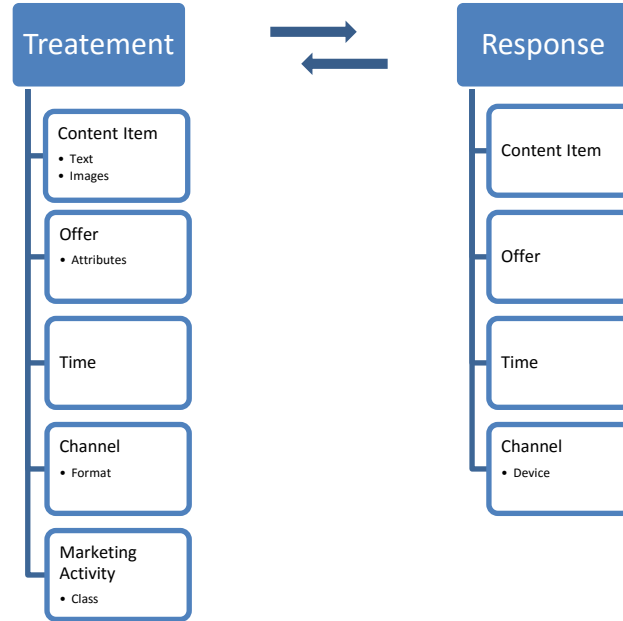 Treatement
Content Item
• Text
• Images
Offer
• Attributes
Time
Channel
• Format
Marketing
Activity
• Class
Response
Content Item
Offer
Time
Channel
• Device